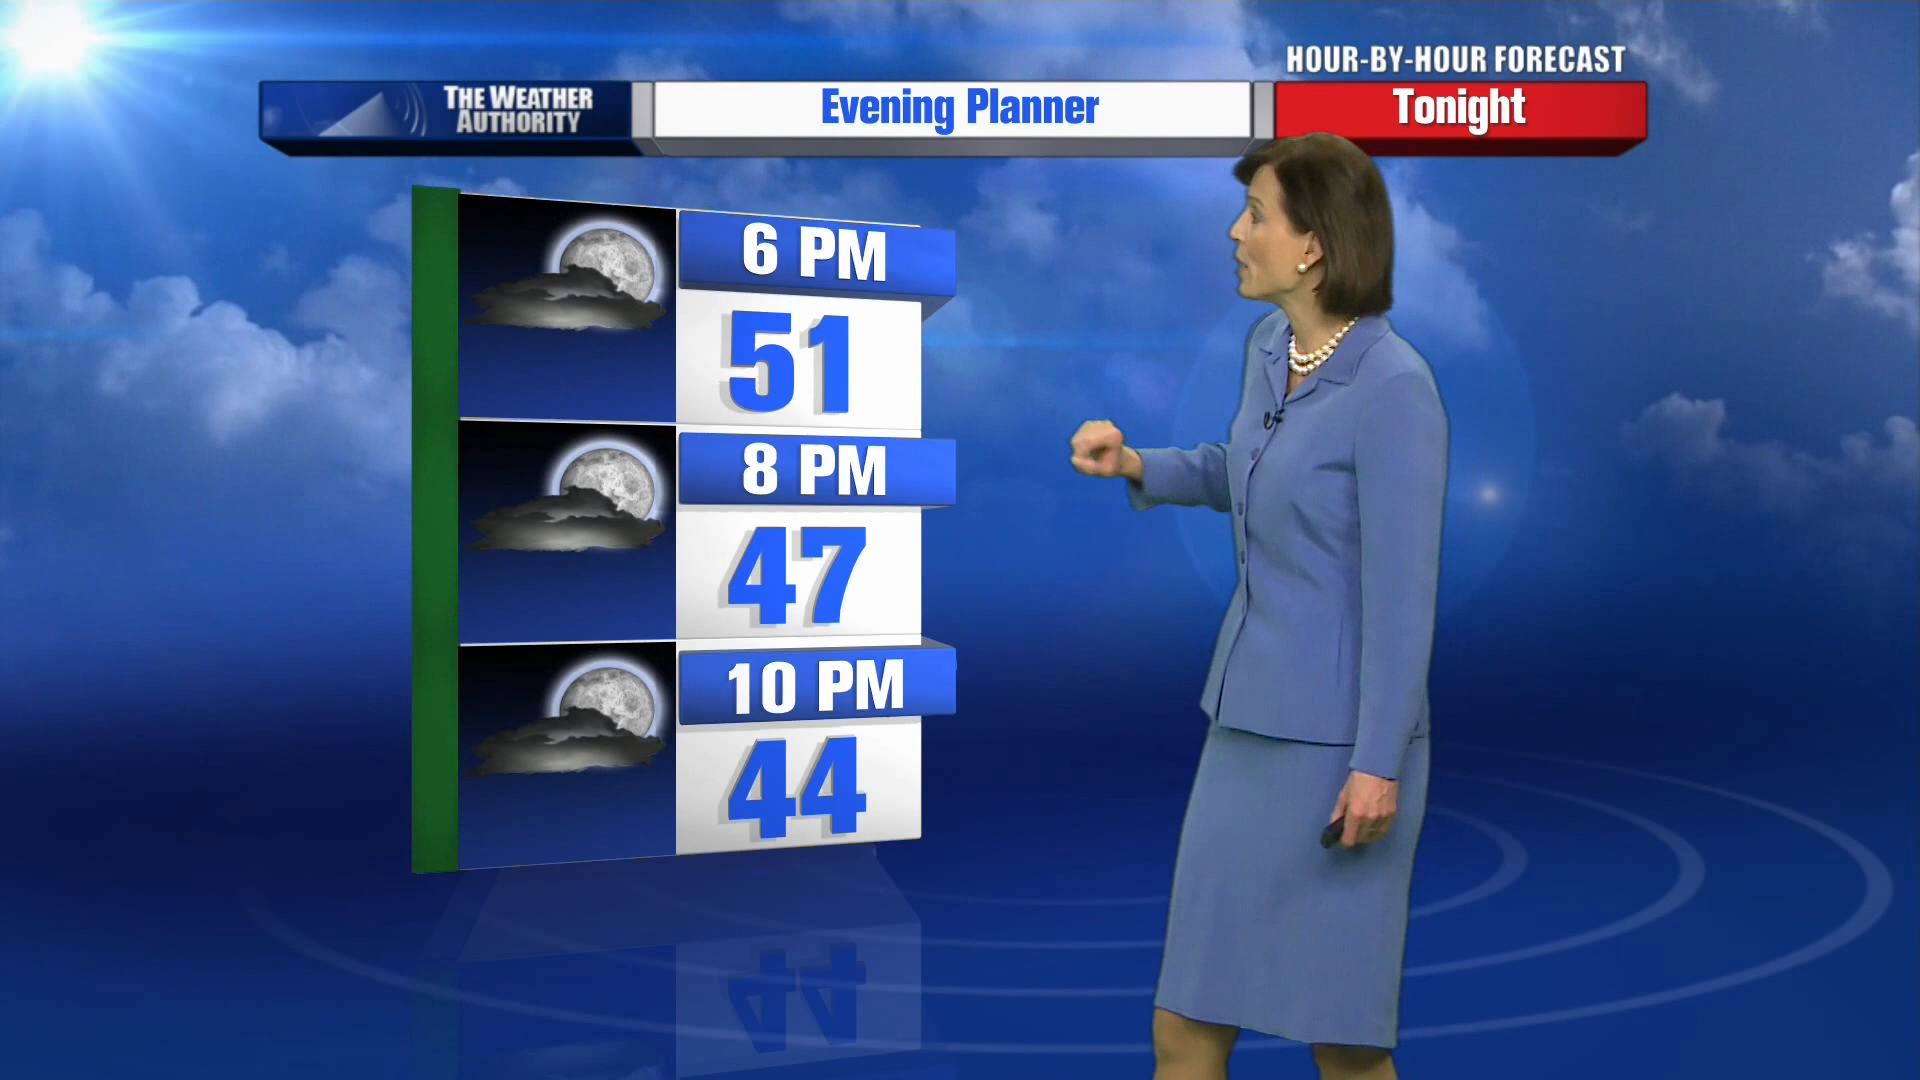 HOUR-BY-HOUR FORECAST
THE WEATHER
AUTHORITY
Evening Planner
Tonight
6 PM
51
8 PM
47
10 PM
44